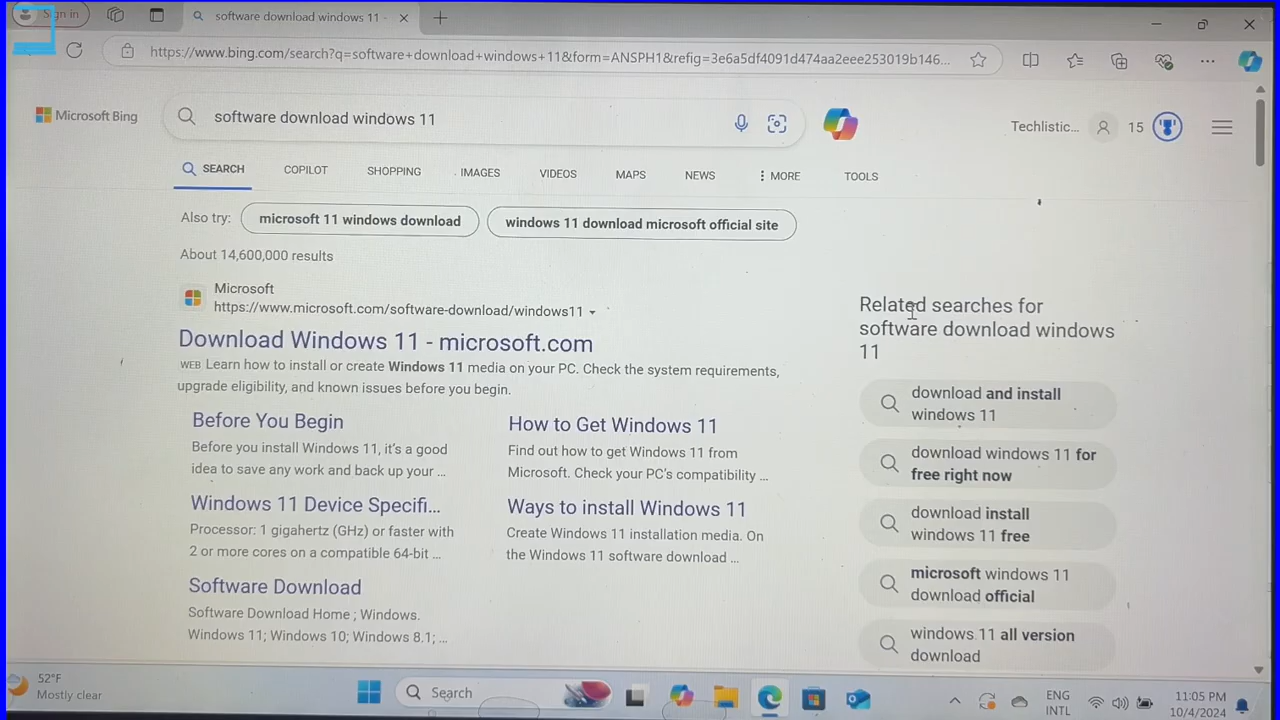 Sign in
software download windows 11 -
https://www.bing.com/search?q=software+download+windows+11&form=ANSPH1&refig=3e6a5df4091d474aa2eee253019b146...
Microsoft Bing
software download windows 11
Techlistic...
15
SEARCH
COPILOT
SHOPPING
IMAGES
VIDEOS
MAPS
NEWS
MORE
TOOLS
Also try:
microsoft 11 windows download
windows 11 download microsoft official site
About 14,600,000 results
Microsoft
https://www.microsoft.com/software-download/windows11
Download Windows 11 - microsoft.com
WEB Learn how to install or create Windows 11 media on your PC. Check the system requirements,
upgrade eligibility, and known issues before you begin.
Before You Begin
Before you install Windows 11, it's a good
idea to save any work and back up your ...
How to Get Windows 11
Find out how to get Windows 11 from
Microsoft. Check your PC's compatibility ...
Windows 11 Device Specifi...
Processor: 1 gigahertz (GHz) or faster with
2 or more cores on a compatible 64-bit ...
Ways to install Windows 11
Create Windows 11 installation media. On
the Windows 11 software download ...
Software Download
Software Download Home ; Windows.
Windows 11; Windows 10; Windows 8.1; ...
Related searches for
software download windows
11
download and install
windows 11
download windows 11 for
free right now
download install
windows 11 free
microsoft windows 11
download official
windows 11 all version
download
52°F
Mostly clear
Search
ENG
INTL
11:05 PM
10/4/2024